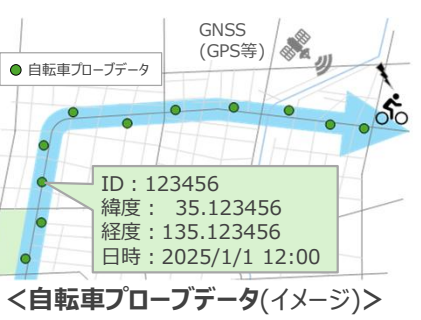 GNSS
(GPS等)
自転車プローブデータ
ID：123456
緯度： 35.123456
経度：135.123456
日時：2025/1/1 12:00
＜自転車プローブデータ(イメージ)＞